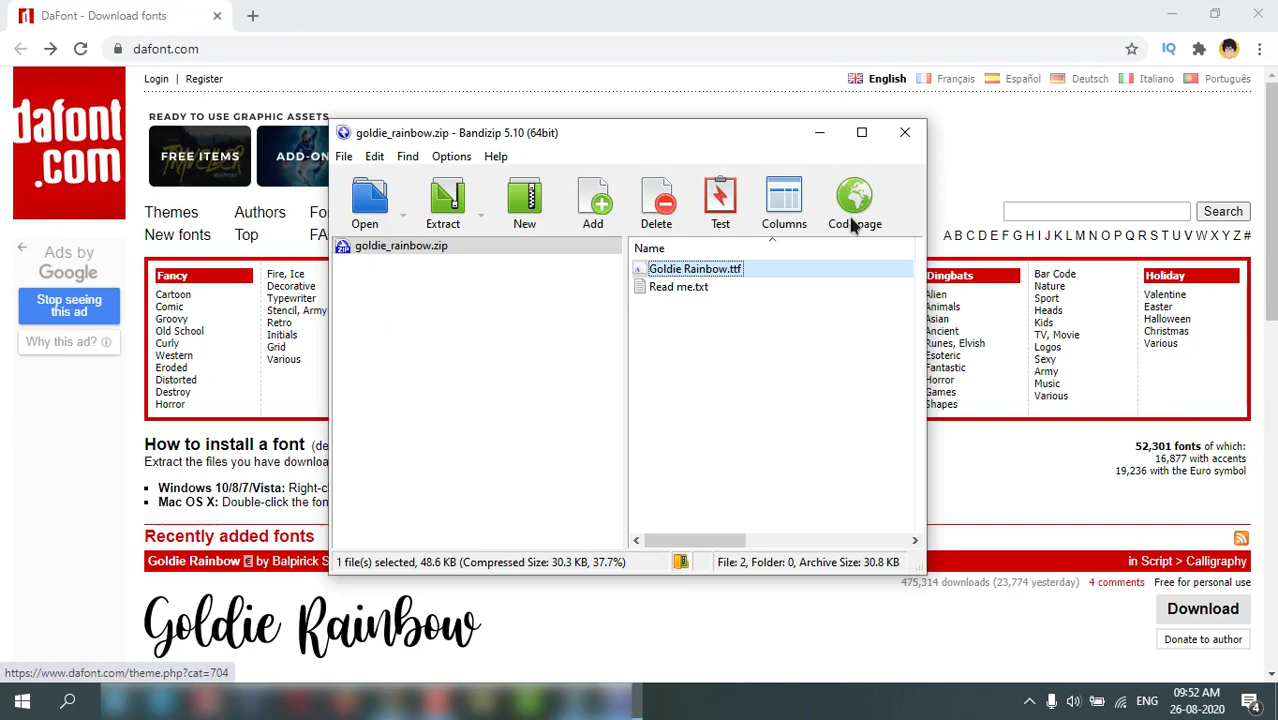 DaFont - Download fonts
dafont.com
Login | Register
English Français Español Deutsch Italiano Português
dafont
.com
READY TO USE GRAPHIC ASSETS
FREE ITEMS
ADD-ON
Themes Authors
New fonts Top
Search
A B C D E F G H I J K L M N O P Q R S T U V W X Y Z #
Ads by
Google
Stop seeing
this ad
Why this ad?
goldie_rainbow.zip - Bandizip 5.10 (64bit)
File Edit Find Options Help
Open Extract New Add Delete Test Columns Codepage
goldie_rainbow.zip
Name
Goldie Rainbow.ttf
Read me.txt
1 file(s) selected, 48.6 KB (Compressed Size: 30.3 KB, 37.7%)
File: 2, Folder: 0, Archive Size: 30.8 KB
Fancy
Cartoon
Comic
Groovy
Old School
Curly
Western
Eroded
Distorted
Destroy
Horror
Fire, Ice
Decorative
Typewriter
Stencil, Army
Retro
Initials
Grid
Various
Dingbats
Alien
Animals
Asian
Ancient
Runes, Elvish
Esoteric
Fantastic
Horror
Games
Shapes
Bar Code
Nature
Sport
Heads
Kids
TV, Movie
Logos
Sexy
Army
Music
Various
Holiday
Valentine
Easter
Halloween
Christmas
Various
How to install a font
Extract the files you have download
Windows 10/8/7/Vista: Right-c
Mac OS X: Double-click the fon
52,301 fonts of which:
16,877 with accents
19,236 with the Euro symbol
Recently added fonts
Goldie Rainbow € by Balpirick S
in Script > Calligraphy
475,314 downloads (23,774 yesterday) 4 comments Free for personal use
Goldie Rainbow
Download
Donate to author
https://www.dafont.com/theme.php?cat=704
ENG
09:52 AM
26-08-2020
4